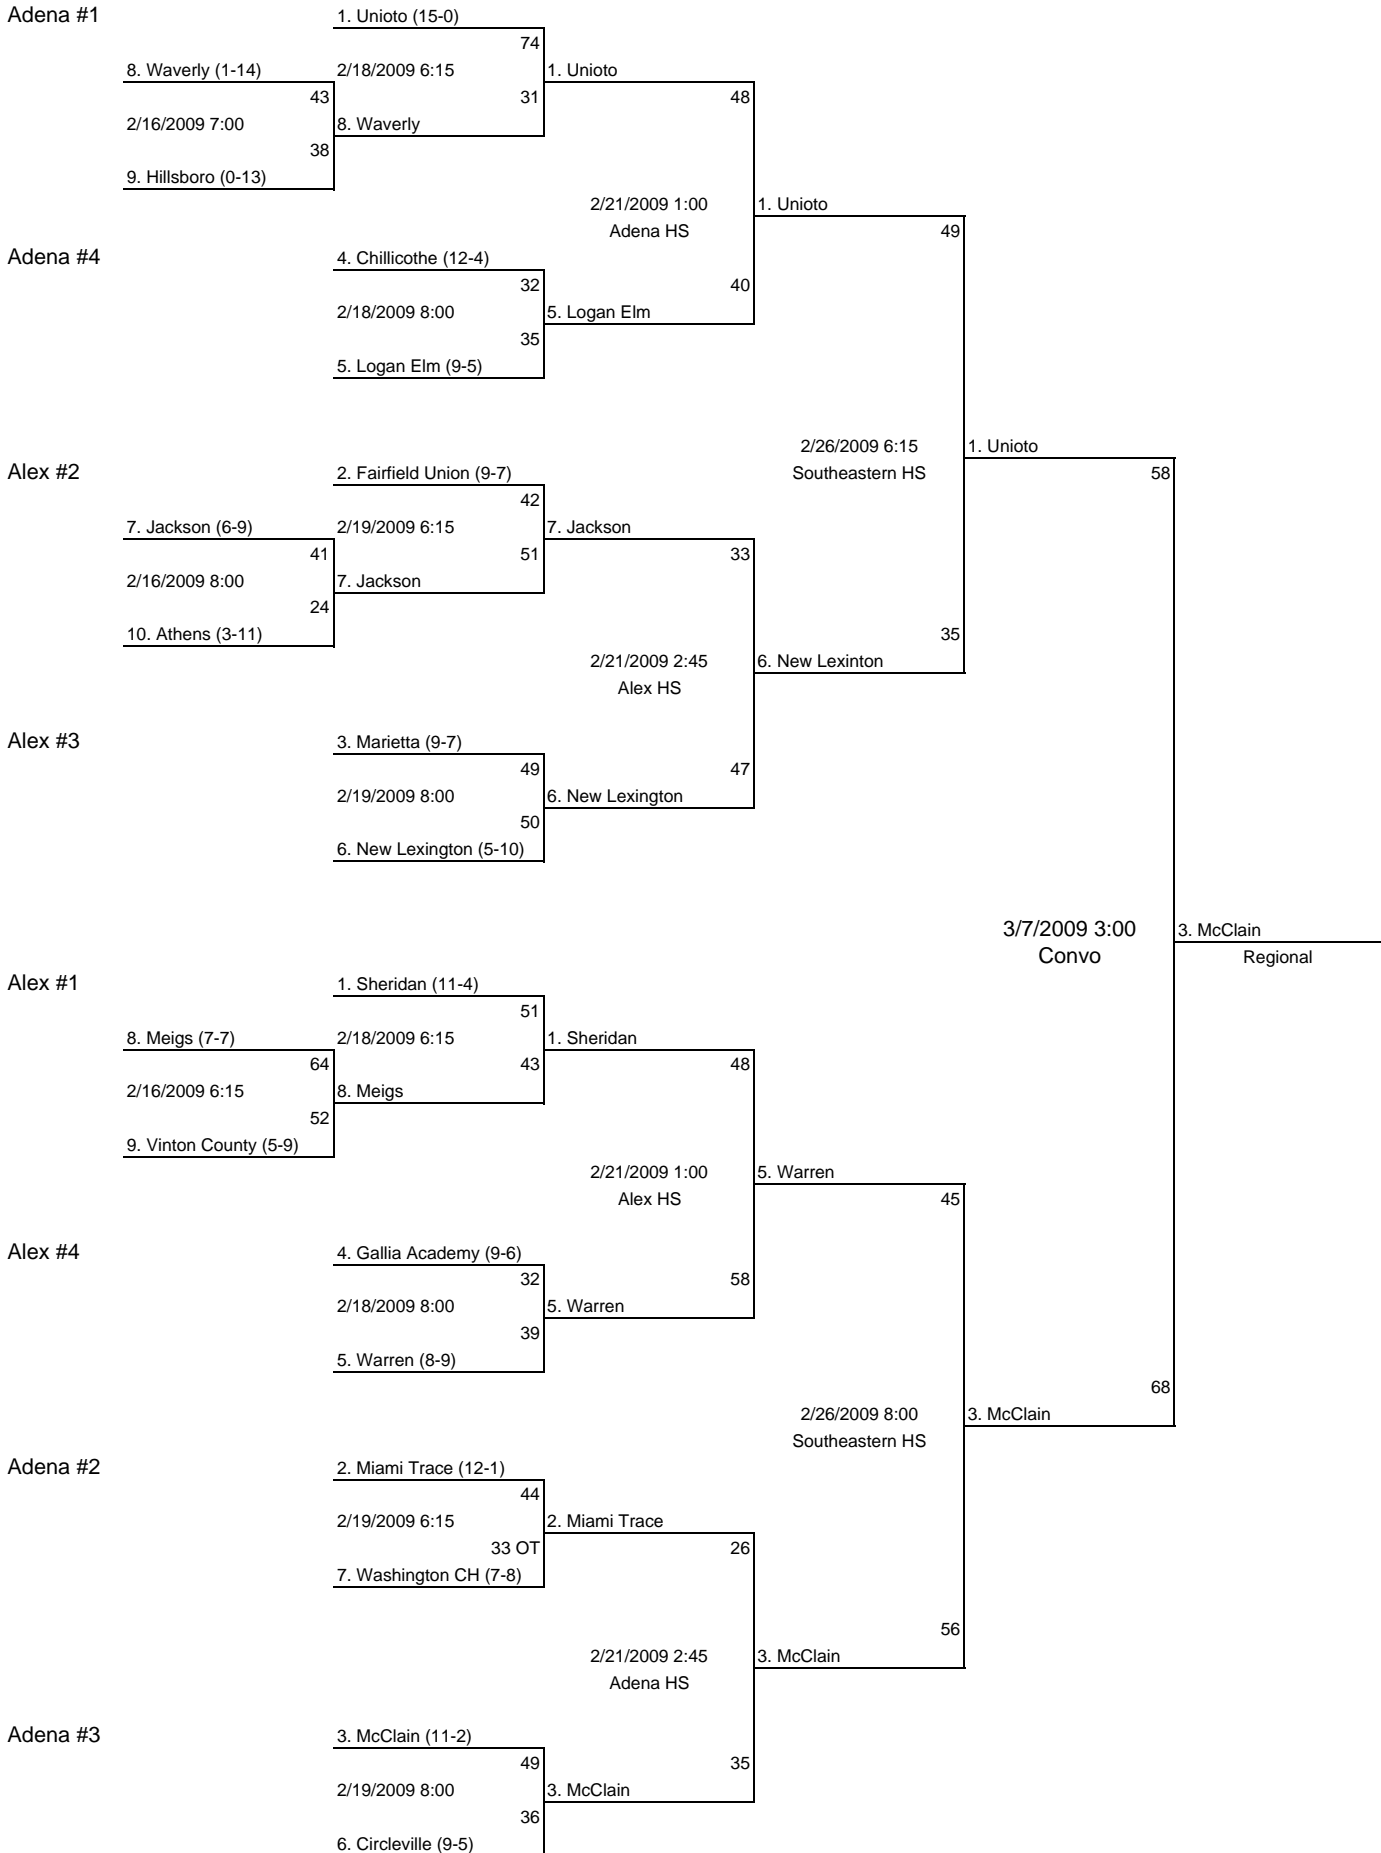 Adena #1
1. Unioto (15-0)
74
8. Waverly (1-14)
2/18/2009 6:15
1. Unioto
43
31
48
2/16/2009 7:00
8. Waverly
38
9. Hillsboro (0-13)
2/21/2009 1:00
1. Unioto
Adena HS
49
Adena #4
4. Chillicothe (12-4)
32
40
2/18/2009 8:00
5. Logan Elm
35
5. Logan Elm (9-5)
2/26/2009 6:15
1. Unioto
Alex #2
2. Fairfield Union (9-7)
Southeastern HS
58
42
7. Jackson (6-9)
2/19/2009 6:15
7. Jackson
41
51
33
2/16/2009 8:00
7. Jackson
24
10. Athens (3-11)
35
2/21/2009 2:45
6. New Lexinton
Alex HS
Alex #3
3. Marietta (9-7)
49
47
2/19/2009 8:00
6. New Lexington
50
6. New Lexington (5-10)
3/7/2009 3:00
3. McClain
Convo
Regional
Alex #1
1. Sheridan (11-4)
51
8. Meigs (7-7)
2/18/2009 6:15
1. Sheridan
64
43
48
2/16/2009 6:15
8. Meigs
52
9. Vinton County (5-9)
2/21/2009 1:00
5. Warren
Alex HS
45
Alex #4
4. Gallia Academy (9-6)
32
58
2/18/2009 8:00
5. Warren
39
5. Warren (8-9)
68
2/26/2009 8:00
3. McClain
Southeastern HS
Adena #2
2. Miami Trace (12-1)
44
2/19/2009 6:15
2. Miami Trace
33 OT
26
7. Washington CH (7-8)
56
2/21/2009 2:45
3. McClain
Adena HS
Adena #3
3. McClain (11-2)
49
35
2/19/2009 8:00
3. McClain
36
6. Circleville (9-5)